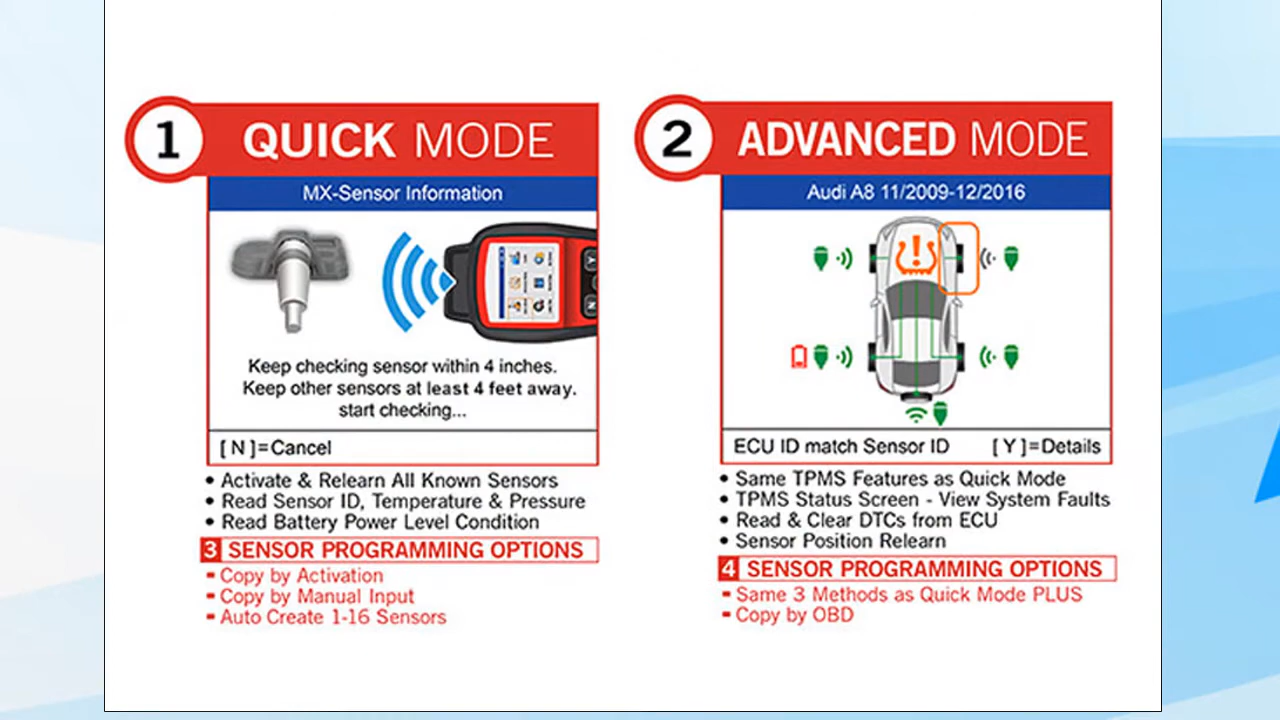 1 QUICK MODE
MX-Sensor Information
Y
N
Keep checking sensor within 4 inches.
Keep other sensors at least 4 feet away.
start checking...
[ N ]=Cancel
• Activate & Relearn All Known Sensors
• Read Sensor ID, Temperature & Pressure
• Read Battery Power Level Condition
3 SENSOR PROGRAMMING OPTIONS
- Copy by Activation
- Copy by Manual Input
- Auto Create 1-16 Sensors
2 ADVANCED MODE
Audi A8 11/2009-12/2016
ECU ID match Sensor ID [ Y ]=Details
• Same TPMS Features as Quick Mode
• TPMS Status Screen - View System Faults
• Read & Clear DTCs from ECU
• Sensor Position Relearn
4 SENSOR PROGRAMMING OPTIONS
- Same 3 Methods as Quick Mode PLUS
- Copy by OBD